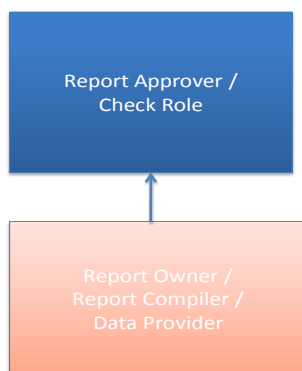 Report Approver /
Check Role
Report Owner /
Report Compiler /
Data Provider